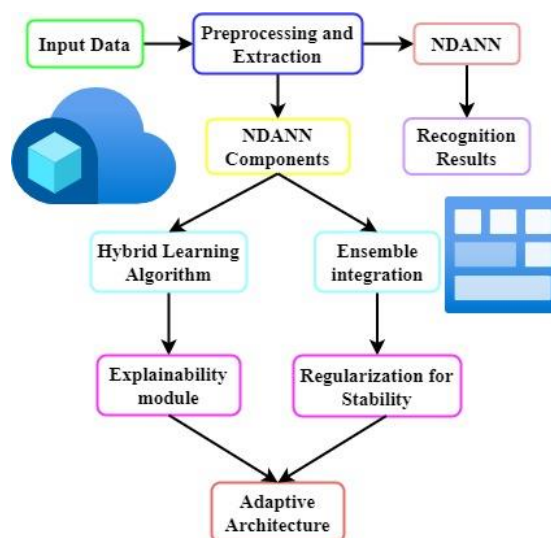 Input Data
Preprocessing and
Extraction
NDANN
NDANN
Components
Recognition
Results
Hybrid Learning
Algorithm
Ensemble
integration
Explainability
module
Regularization for
Stability
Adaptive
Architecture